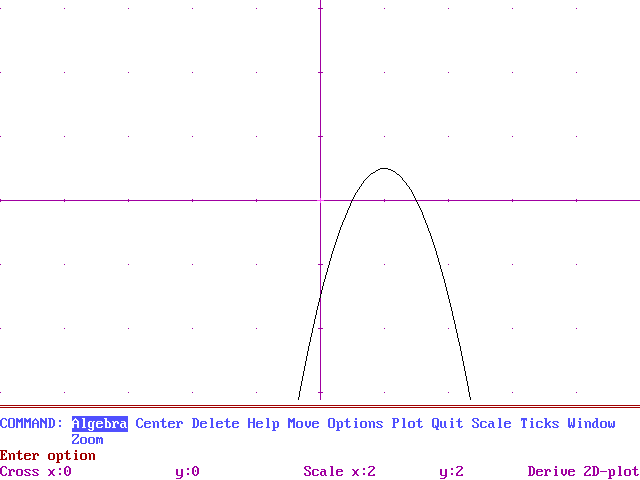 COMMAND: Algebra Center Delete Help Move Options Plot Quit Scale Ticks Window
Zoom
Enter option
Cross x:0 y:0 Scale x:2 y:2 Derive 2D-plot